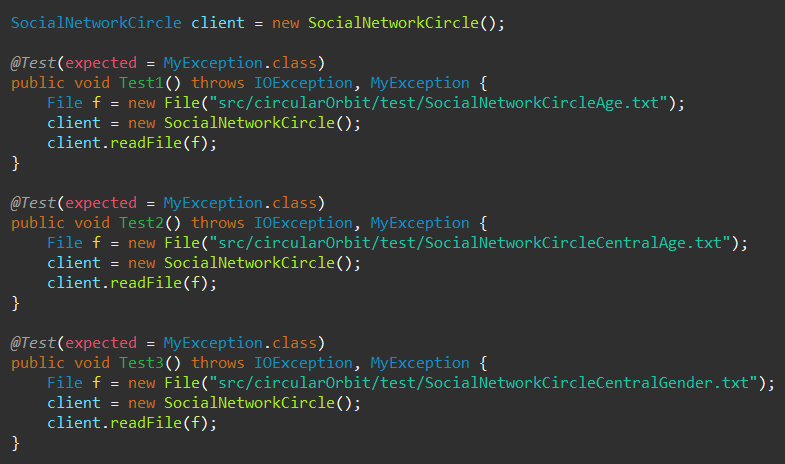 SocialNetworkCircle client = new SocialNetworkCircle();

@Test(expected = MyException.class)
public void Test1() throws IOException, MyException {
    File f = new File("src/circularOrbit/test/SocialNetworkCircleAge.txt");
    client = new SocialNetworkCircle();
    client.readFile(f);
}

@Test(expected = MyException.class)
public void Test2() throws IOException, MyException {
    File f = new File("src/circularOrbit/test/SocialNetworkCircleCentralAge.txt");
    client = new SocialNetworkCircle();
    client.readFile(f);
}

@Test(expected = MyException.class)
public void Test3() throws IOException, MyException {
    File f = new File("src/circularOrbit/test/SocialNetworkCircleCentralGender.txt");
    client = new SocialNetworkCircle();
    client.readFile(f);
}